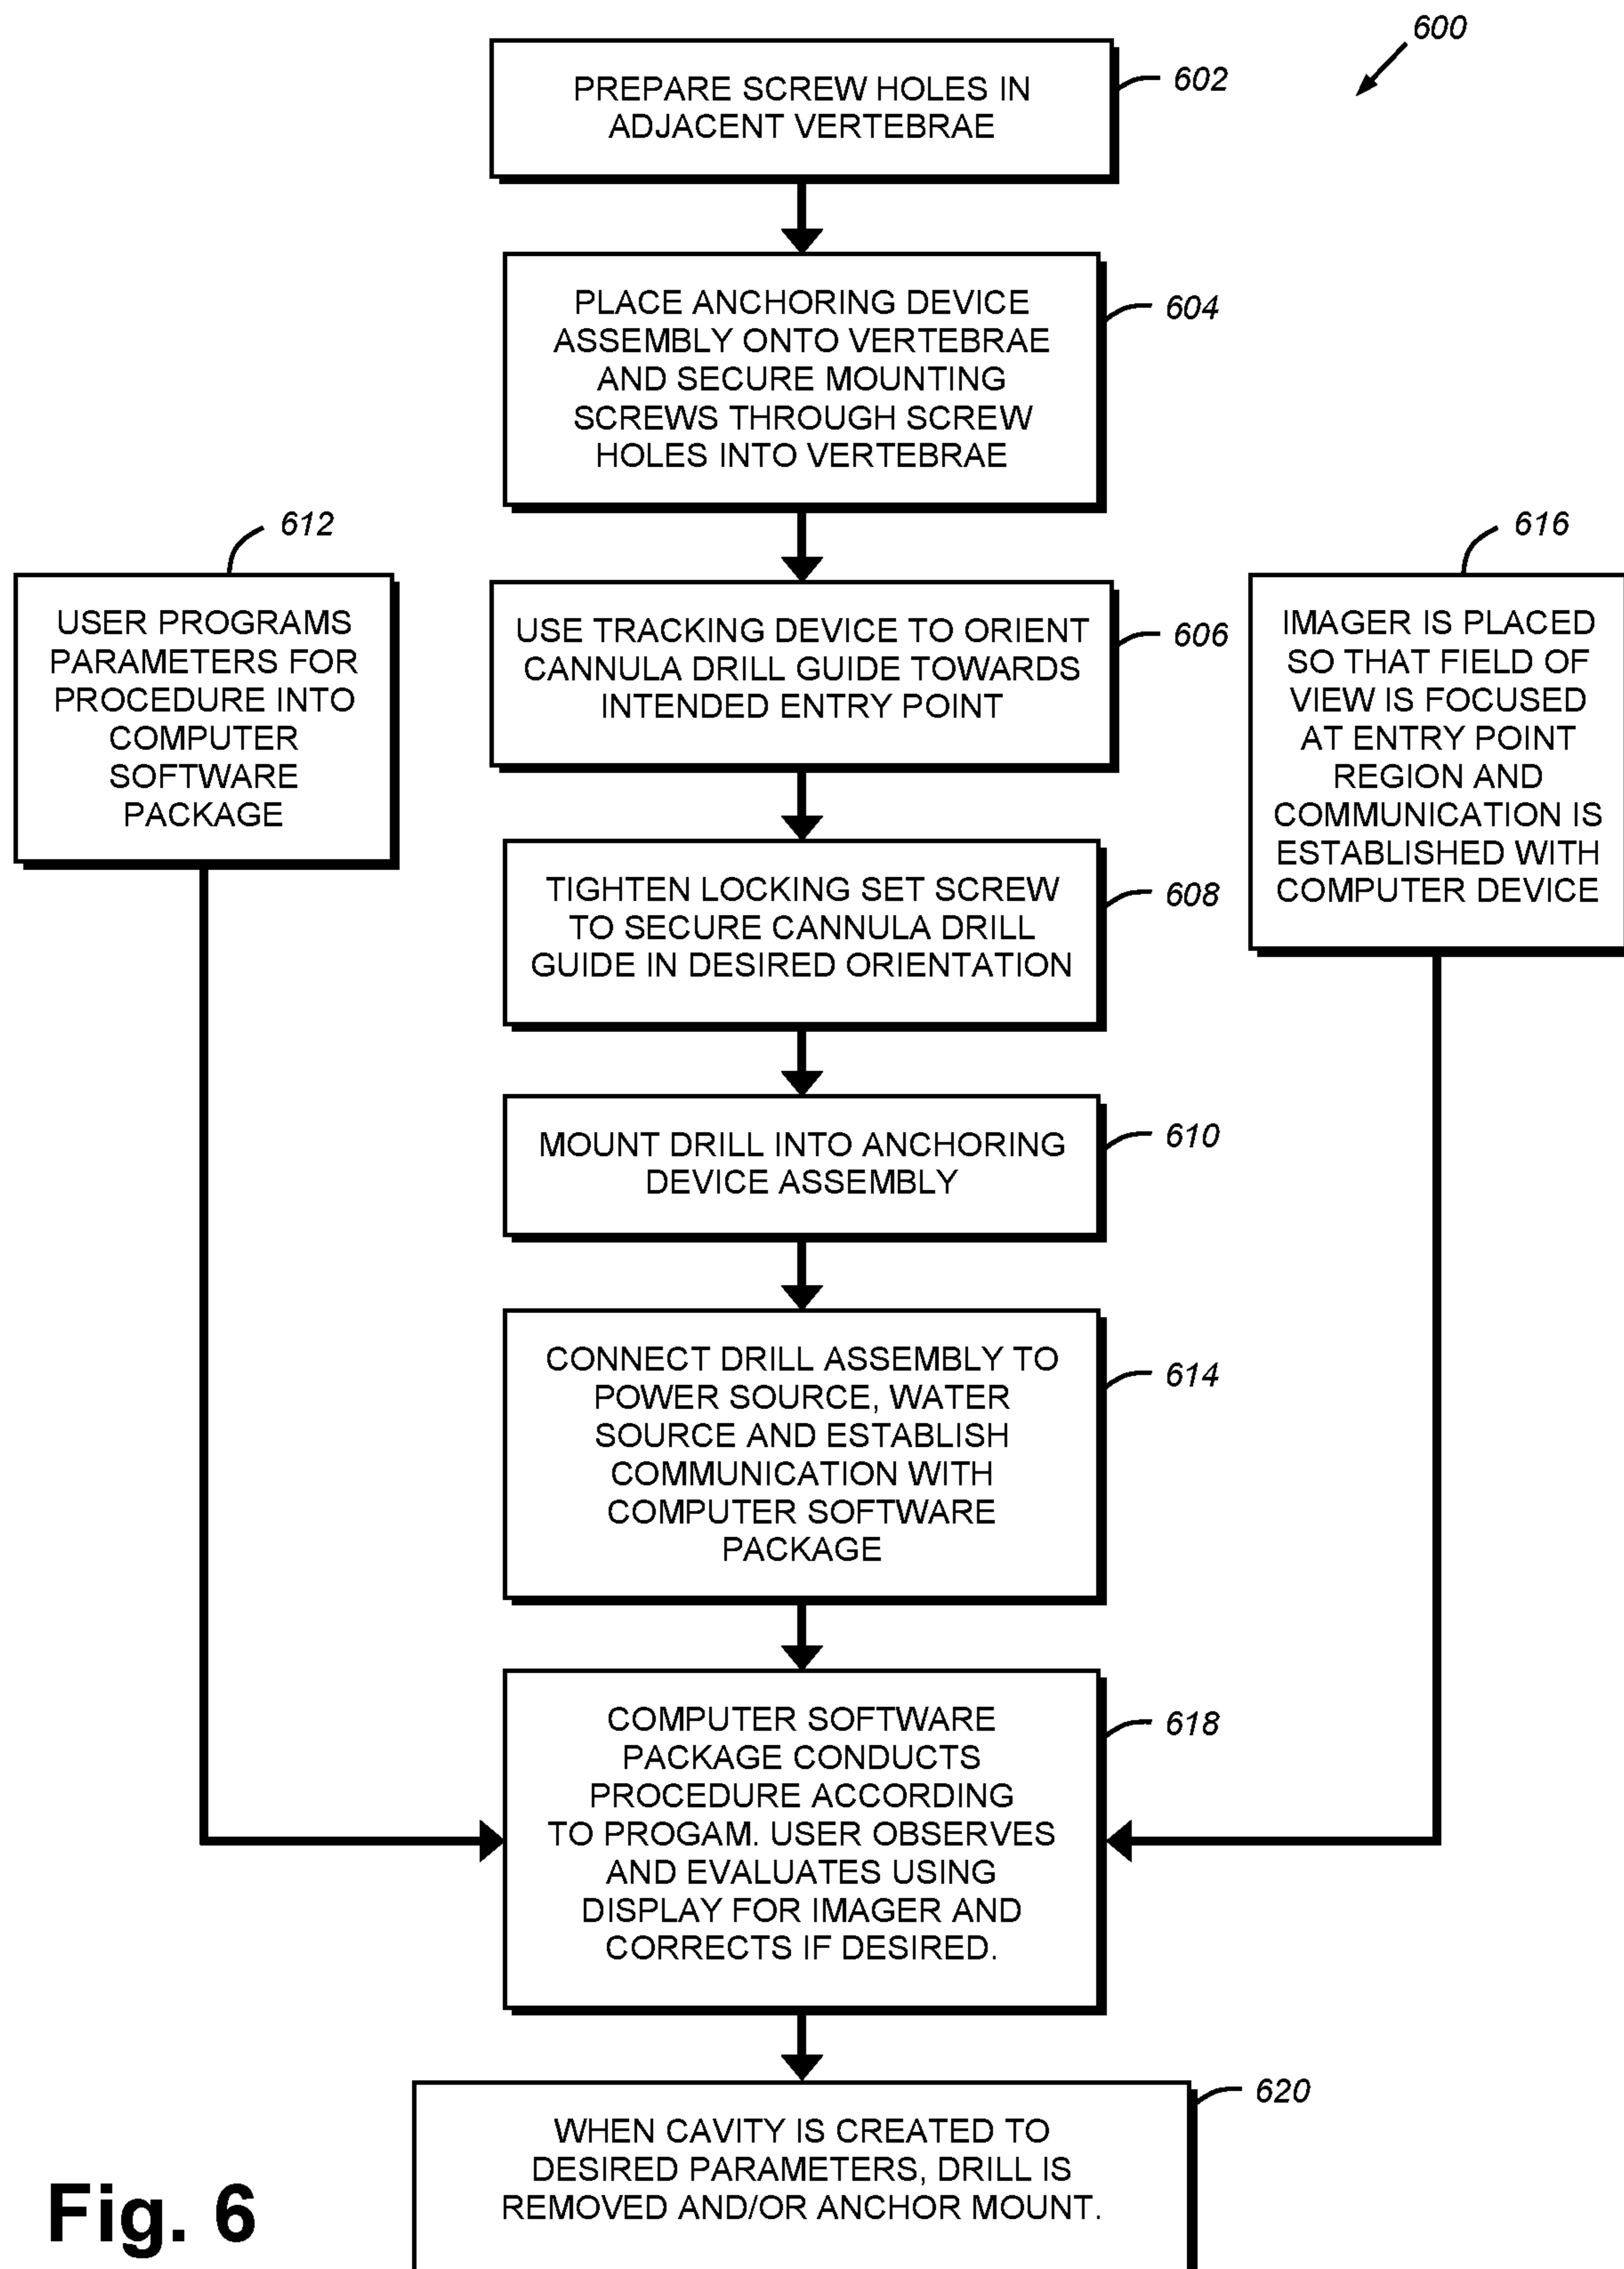 600
602
PREPARE SCREW HOLES IN
ADJACENT VERTEBRAE
604
PLACE ANCHORING DEVICE
ASSEMBLY ONTO VERTEBRAE
AND SECURE MOUNTING
SCREWS THROUGH SCREW
HOLES INTO VERTEBRAE
612
USER PROGRAMS
PARAMETERS FOR
PROCEDURE INTO
COMPUTER
SOFTWARE
PACKAGE
606
USE TRACKING DEVICE TO ORIENT
CANNULA DRILL GUIDE TOWARDS
INTENDED ENTRY POINT
616
IMAGER IS PLACED
SO THAT FIELD OF
VIEW IS FOCUSED
AT ENTRY POINT
REGION AND
COMMUNICATION IS
ESTABLISHED WITH
COMPUTER DEVICE
608
TIGHTEN LOCKING SET SCREW
TO SECURE CANNULA DRILL
GUIDE IN DESIRED ORIENTATION
610
MOUNT DRILL INTO ANCHORING
DEVICE ASSEMBLY
614
CONNECT DRILL ASSEMBLY TO
POWER SOURCE, WATER
SOURCE AND ESTABLISH
COMMUNICATION WITH
COMPUTER SOFTWARE
PACKAGE
618
COMPUTER SOFTWARE
PACKAGE CONDUCTS
PROCEDURE ACCORDING
TO PROGAM. USER OBSERVES
AND EVALUATES USING
DISPLAY FOR IMAGER AND
CORRECTS IF DESIRED.
620
WHEN CAVITY IS CREATED TO
DESIRED PARAMETERS, DRILL IS
REMOVED AND/OR ANCHOR MOUNT.
Fig. 6